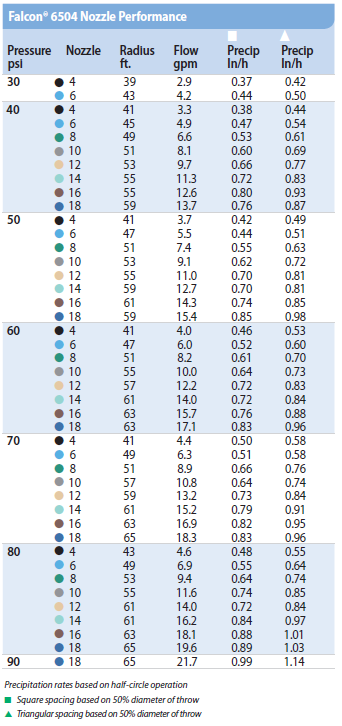 Falcon® 6504 Nozzle Performance
Pressure Nozzle Radius Flow Precip Precip
psi ft. gpm In/h In/h
30 4 39 2.9 0.37 0.42
6 43 4.2 0.44 0.50
40 4 41 3.3 0.38 0.44
6 45 4.9 0.47 0.54
8 49 6.6 0.53 0.61
10 51 8.1 0.60 0.69
12 53 9.7 0.66 0.77
14 55 11.3 0.72 0.83
16 55 12.6 0.80 0.93
18 59 13.7 0.76 0.87
50 4 41 3.7 0.42 0.49
6 47 5.5 0.44 0.51
8 51 7.4 0.55 0.63
10 53 9.1 0.62 0.72
12 55 11.0 0.70 0.81
14 59 12.7 0.70 0.81
16 61 14.3 0.74 0.85
18 59 15.4 0.85 0.98
60 4 41 4.0 0.46 0.53
6 47 6.0 0.52 0.60
8 51 8.2 0.61 0.70
10 55 10.0 0.64 0.73
12 57 12.2 0.72 0.83
14 61 14.0 0.72 0.84
16 63 15.7 0.76 0.88
18 63 17.1 0.83 0.96
70 4 41 4.4 0.50 0.58
6 49 6.3 0.51 0.58
8 51 8.9 0.66 0.76
10 57 10.8 0.64 0.74
12 59 13.2 0.73 0.84
14 61 15.2 0.79 0.91
16 63 16.9 0.82 0.95
18 65 18.3 0.83 0.96
80 4 43 4.6 0.48 0.55
6 49 6.9 0.55 0.64
8 53 9.4 0.64 0.74
10 55 11.6 0.74 0.85
12 61 14.0 0.72 0.84
14 61 16.2 0.84 0.97
16 63 18.1 0.88 1.01
18 65 19.6 0.89 1.03
90 18 65 21.7 0.99 1.14
Precipitation rates based on half-circle operation
■ Square spacing based on 50% diameter of throw
▲ Triangular spacing based on 50% diameter of throw